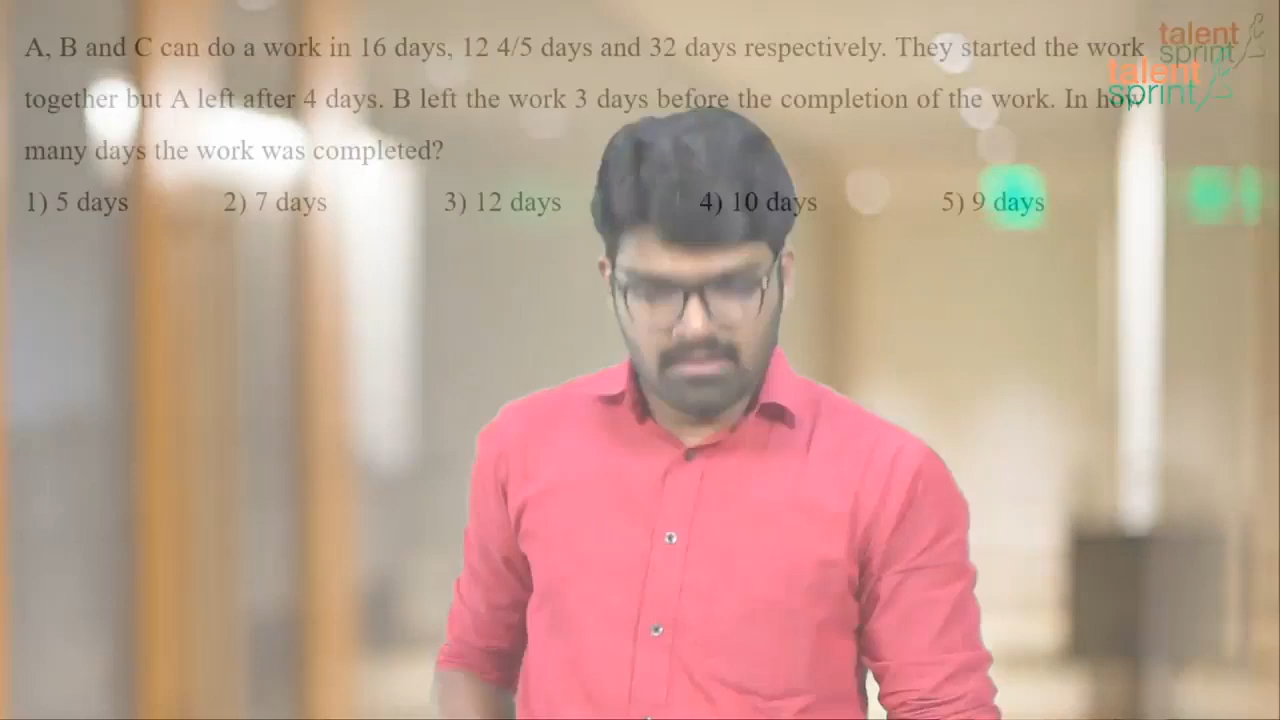 A, B and C can do a work in 16 days, 12 4/5 days and 32 days respectively. They started the work
together but A left after 4 days. B left the work 3 days before the completion of the work. In how
many days the work was completed?
1) 5 days 2) 7 days 3) 12 days 4) 10 days 5) 9 days
talent
sprint
talent
sprint